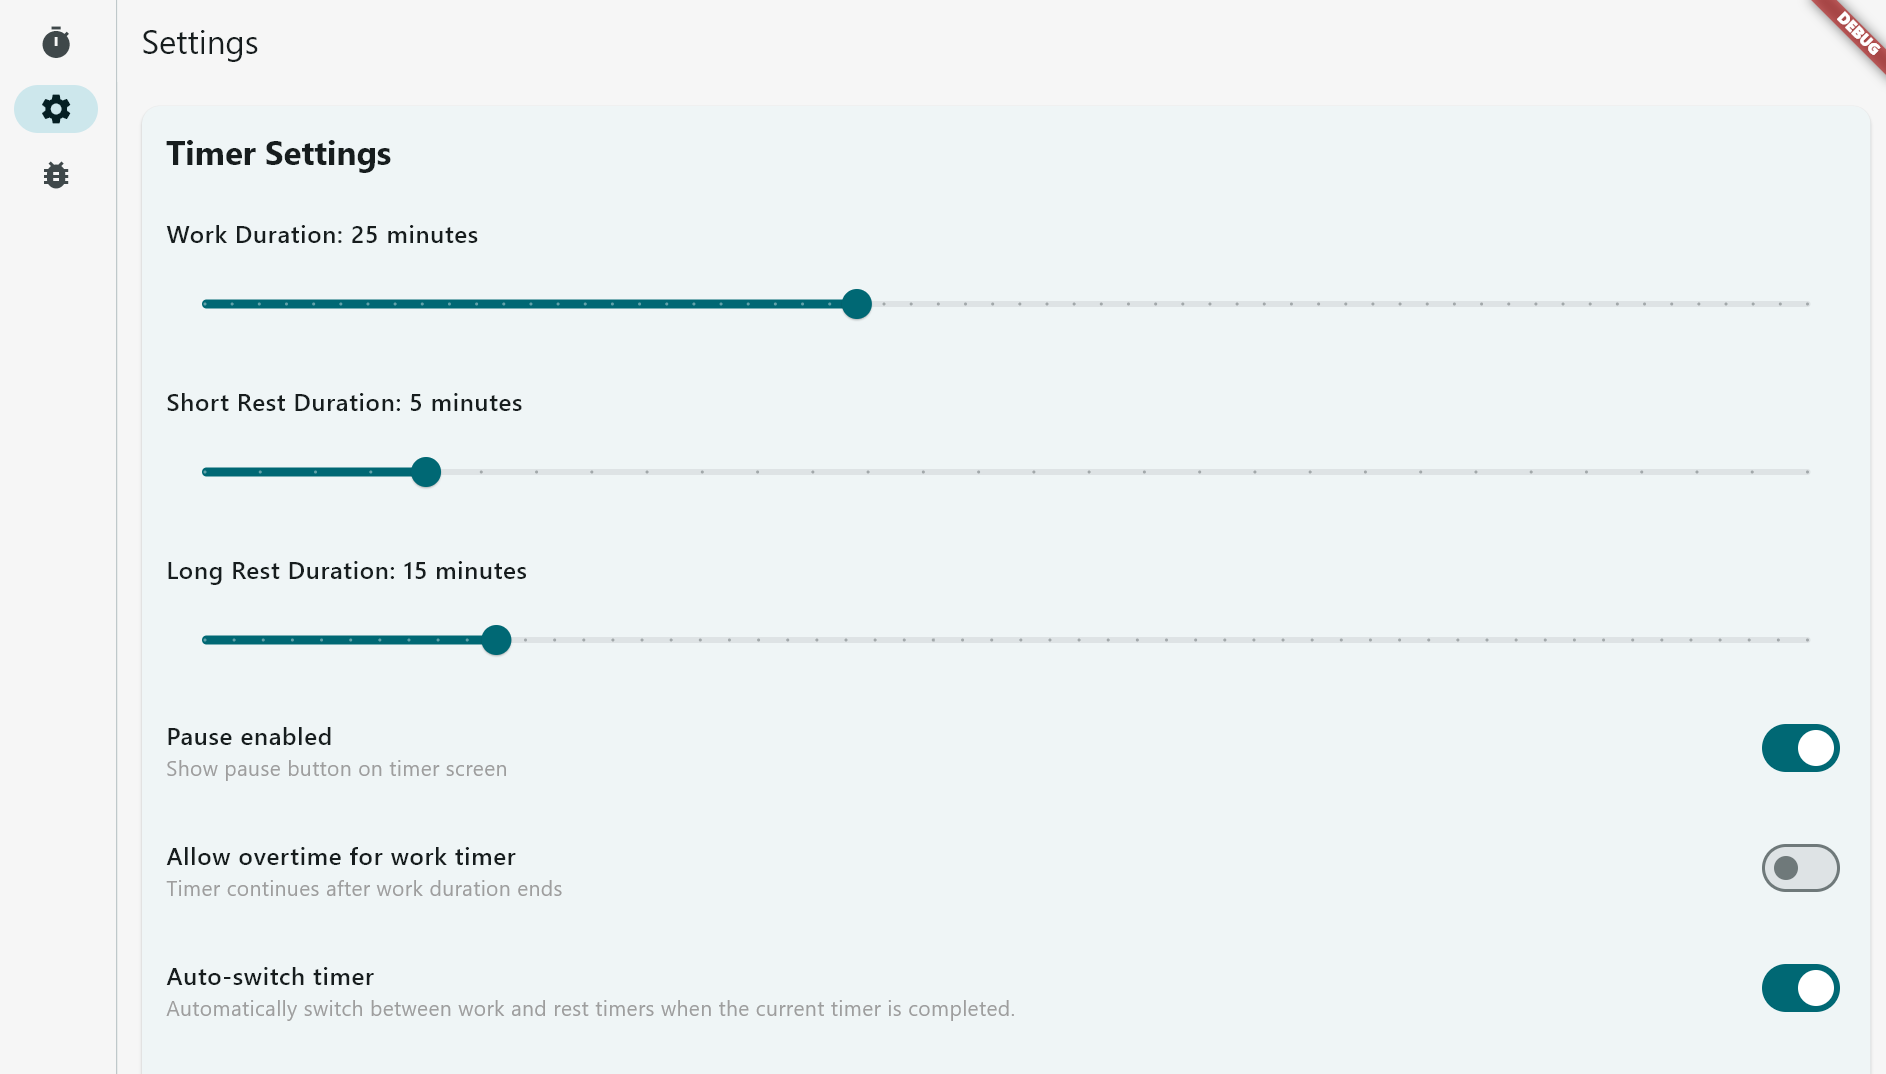 Settings
DEBUG
Timer Settings
Work Duration: 25 minutes
Short Rest Duration: 5 minutes
Long Rest Duration: 15 minutes
Pause enabled
Show pause button on timer screen
Allow overtime for work timer
Timer continues after work duration ends
Auto-switch timer
Automatically switch between work and rest timers when the current timer is completed.